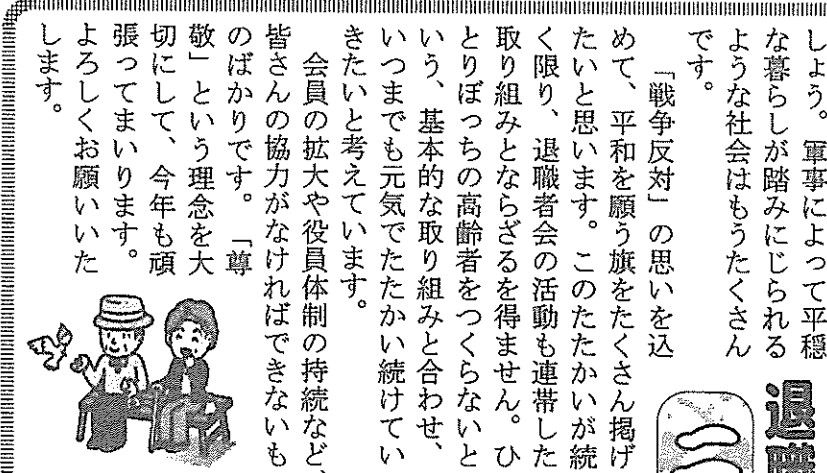 しょう。軍事によって平穏
な暮らしが踏みにじられる
ような社会はもうたくさん
です。
「戦争反対」の思いを込
めて、平和を願う旗をたくさん掲げ
たいと思います。このたたかいが続
く限り、退職者会の活動も連帯した
取り組みとならざるを得ません。ひ
とりぼっちの高齢者をつくらないと
いう、基本的な取り組みと合わせ、
いつまでも元気でたたかい続けてい
きたいと考えています。
会員の拡大や役員体制の持続など、
皆さんの協力がなければできないも
のばかりです。「尊
敬」という理念を大
切にして、今年も頑
張ってまいります。
よろしくお願いいた
します。
退職